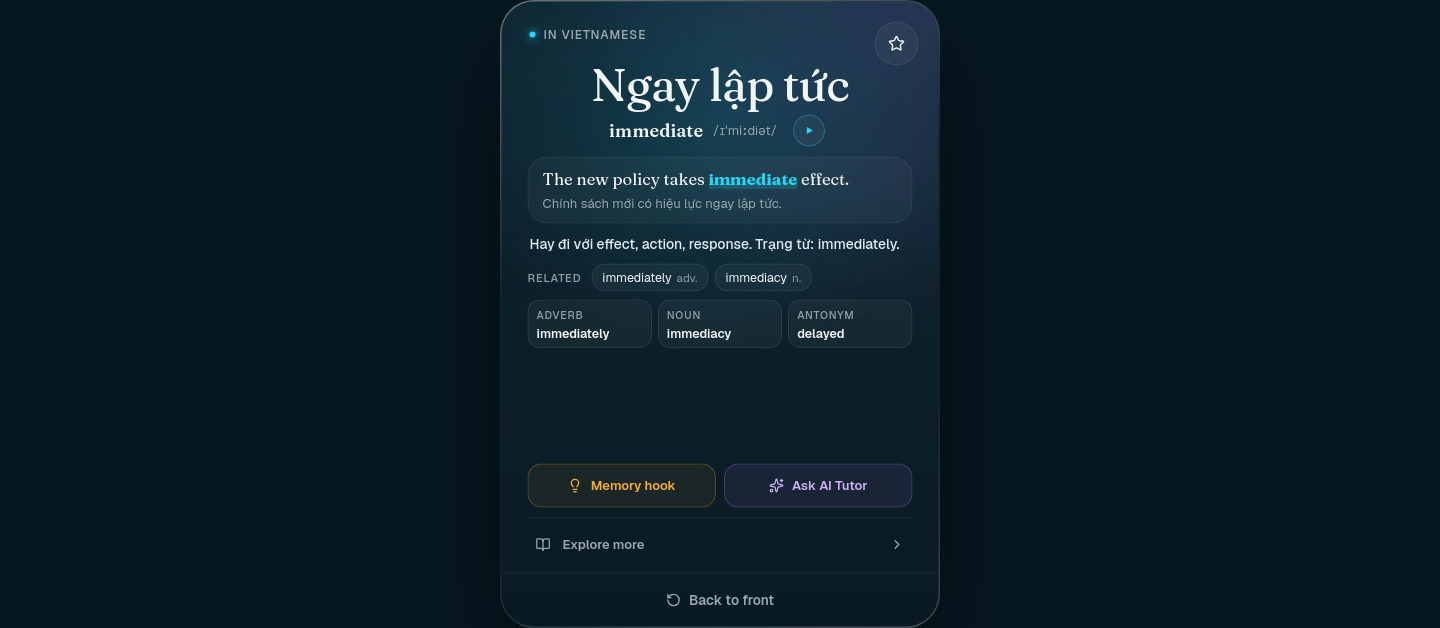 IN VIETNAMESE
Ngay lập tức
immediate /ɪˈmiːdiət/
The new policy takes immediate effect.
Chính sách mới có hiệu lực ngay lập tức.
Hay đi với effect, action, response. Trạng từ: immediately.
RELATED immediately adv. immediacy n.
ADVERB NOUN ANTONYM
immediately immediacy delayed
Memory hook Ask AI Tutor
Explore more
Back to front